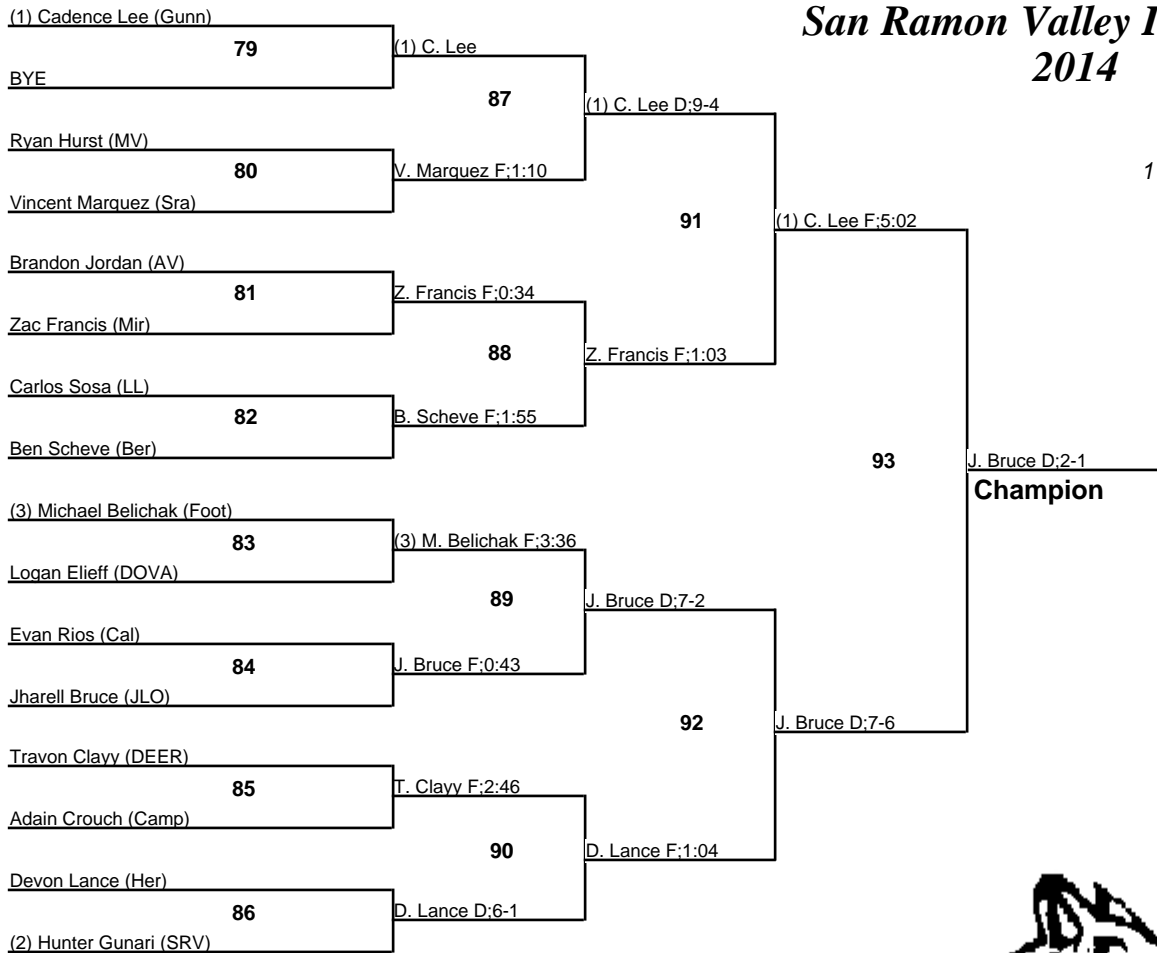 (1) Cadence Lee (Gunn)
San Ramon Valley I
2014
79
(1) C. Lee
BYE
87
(1) C. Lee D;9-4
Ryan Hurst (MV)
80
V. Marquez F;1:10
1
Vincent Marquez (Sra)
91
(1) C. Lee F;5:02
Brandon Jordan (AV)
81
Z. Francis F;0:34
Zac Francis (Mir)
88
Z. Francis F;1:03
Carlos Sosa (LL)
82
B. Scheve F;1:55
Ben Scheve (Ber)
93
J. Bruce D;2-1
Champion
(3) Michael Belichak (Foot)
83
(3) M. Belichak F;3:36
Logan Elieff (DOVA)
89
J. Bruce D;7-2
Evan Rios (Cal)
84
J. Bruce F;0:43
Jharell Bruce (JLO)
92
J. Bruce D;7-6
Travon Clayy (DEER)
85
T. Clayy F;2:46
Adain Crouch (Camp)
90
D. Lance F;1:04
Devon Lance (Her)
86
D. Lance D;6-1
(2) Hunter Gunari (SRV)